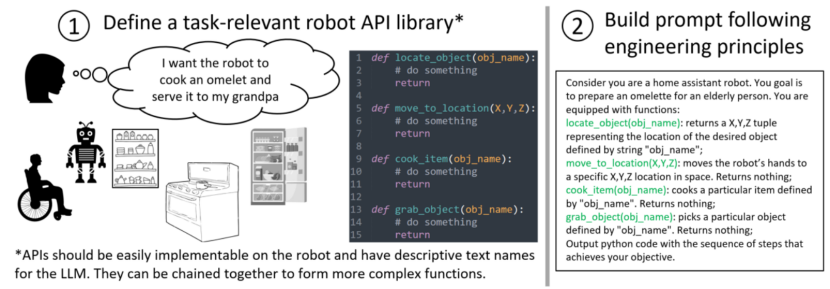 1 Define a task-relevant robot API library*
I want the robot to
cook an omelet and
serve it to my grandpa
1 def locate_object(obj_name):
2 # do something
3 return
4
5 def move_to_location(X,Y,Z):
6 # do something
7 return
8
9 def cook_item(obj_name):
10 # do something
11 return
12
13 def grab_object(obj_name):
14 # do something
15 return
*APIs should be easily implementable on the robot and have descriptive text names
for the LLM. They can be chained together to form more complex functions.
2 Build prompt following
engineering principles
Consider you are a home assistant robot. You goal is
to prepare an omelette for an elderly person. You are
equipped with functions:
locate_object(obj_name): returns a X,Y,Z tuple
representing the location of the desired object
defined by string "obj_name";
move_to_location(X,Y,Z): moves the robot's hands to
a specific X,Y,Z location in space. Returns nothing;
cook_item(obj_name): cooks a particular item defined
by "obj_name". Returns nothing;
grab_object(obj_name): picks a particular object
defined by "obj_name". Returns nothing;
Output python code with the sequence of steps that
achieves your objective.